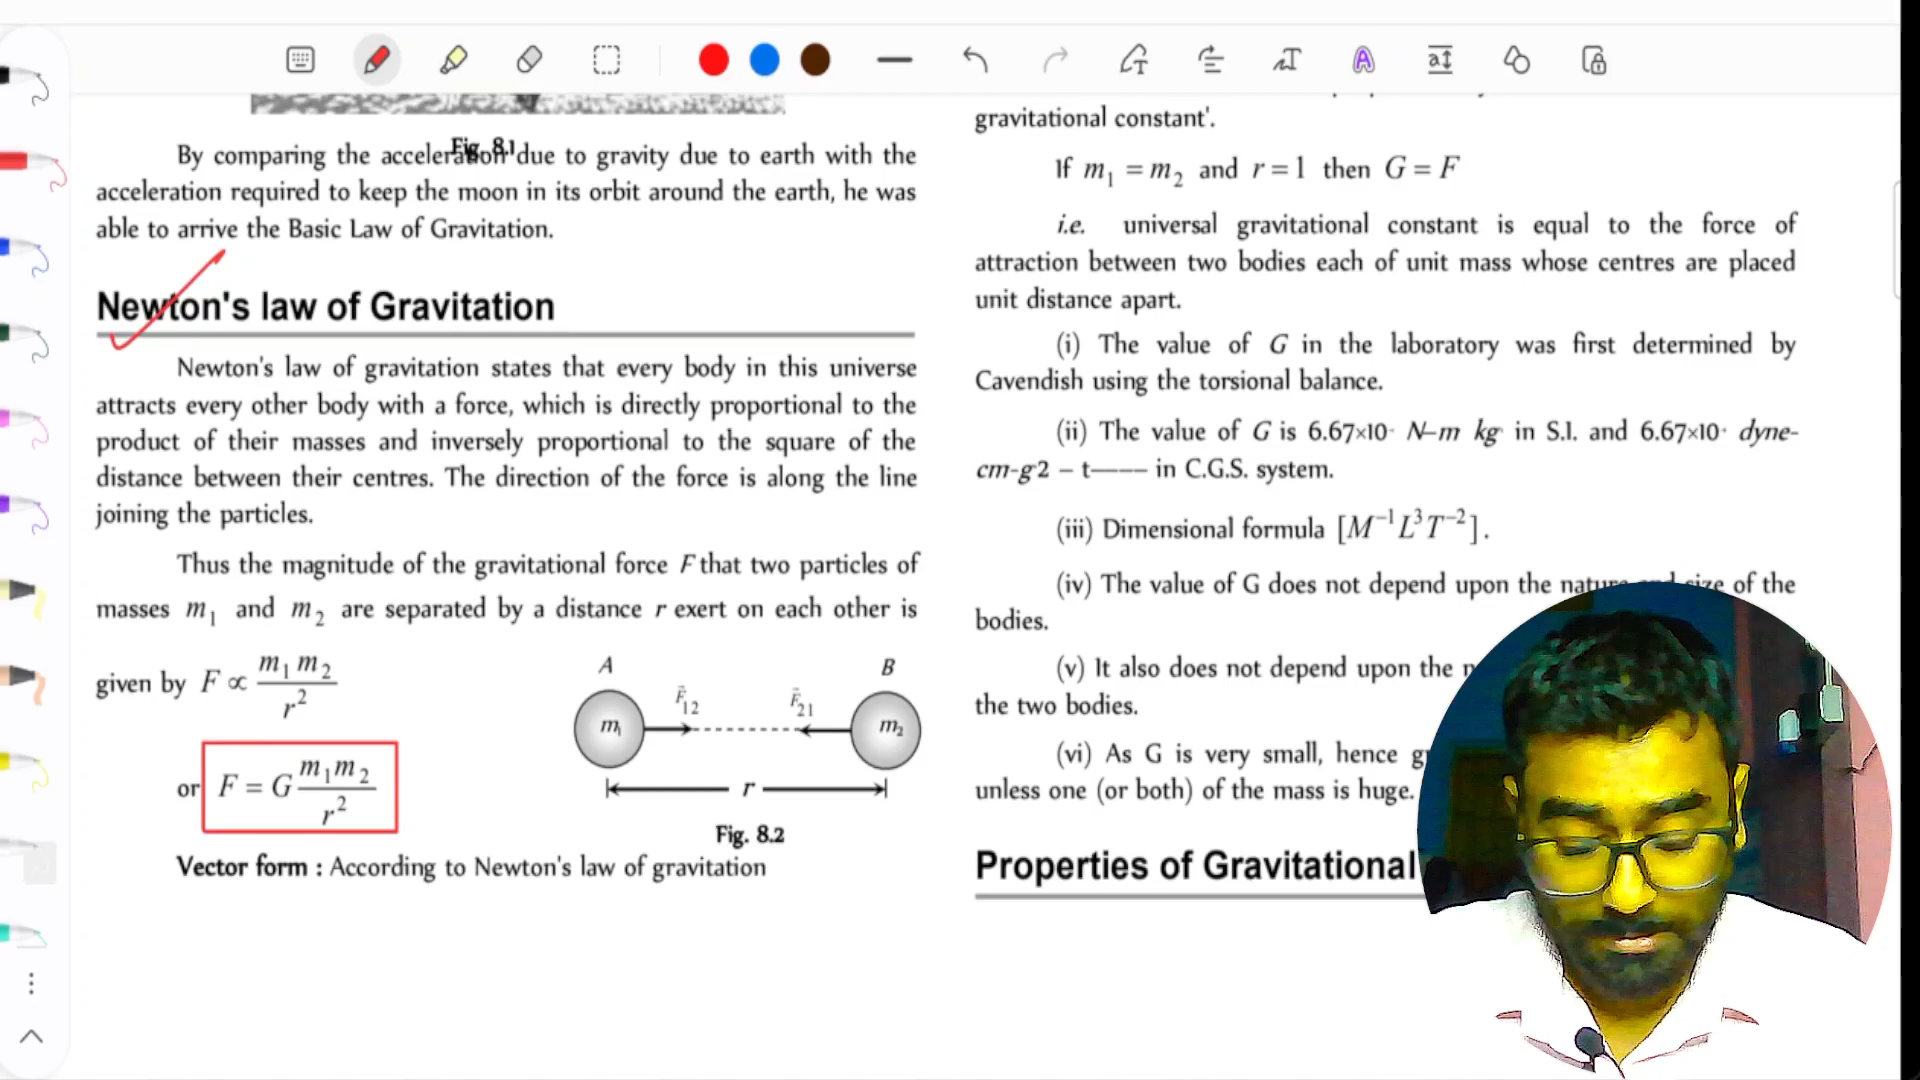 Fig. 8.1
By comparing the acceleration due to gravity due to earth with the
acceleration required to keep the moon in its orbit around the earth, he was
able to arrive the Basic Law of Gravitation.
Newton's law of Gravitation
Newton's law of gravitation states that every body in this universe
attracts every other body with a force, which is directly proportional to the
product of their masses and inversely proportional to the square of the
distance between their centres. The direction of the force is along the line
joining the particles.
Thus the magnitude of the gravitational force F that two particles of
masses m₁ and m₂ are separated by a distance r exert on each other is
given by F ∝ m₁ m₂ / r²
or F = G m₁m₂ / r²
A B
F⃗₁₂ F⃗₂₁
m₁ m₂
r
Fig. 8.2
Vector form : According to Newton's law of gravitation
gravitational constant'.
If m₁ = m₂ and r = 1 then G = F
i.e. universal gravitational constant is equal to the force of
attraction between two bodies each of unit mass whose centres are placed
unit distance apart.
(i) The value of G in the laboratory was first determined by
Cavendish using the torsional balance.
(ii) The value of G is 6.67×10 N–m kg in S.I. and 6.67×10 dyne-
cm-g2 – t—— in C.G.S. system.
(iii) Dimensional formula [M⁻¹L³T⁻²].
(iv) The value of G does not depend upon the nature and size of the
bodies.
(v) It also does not depend upon the
the two bodies.
(vi) As G is very small, hence
unless one (or both) of the mass is huge.
Properties of Gravitational